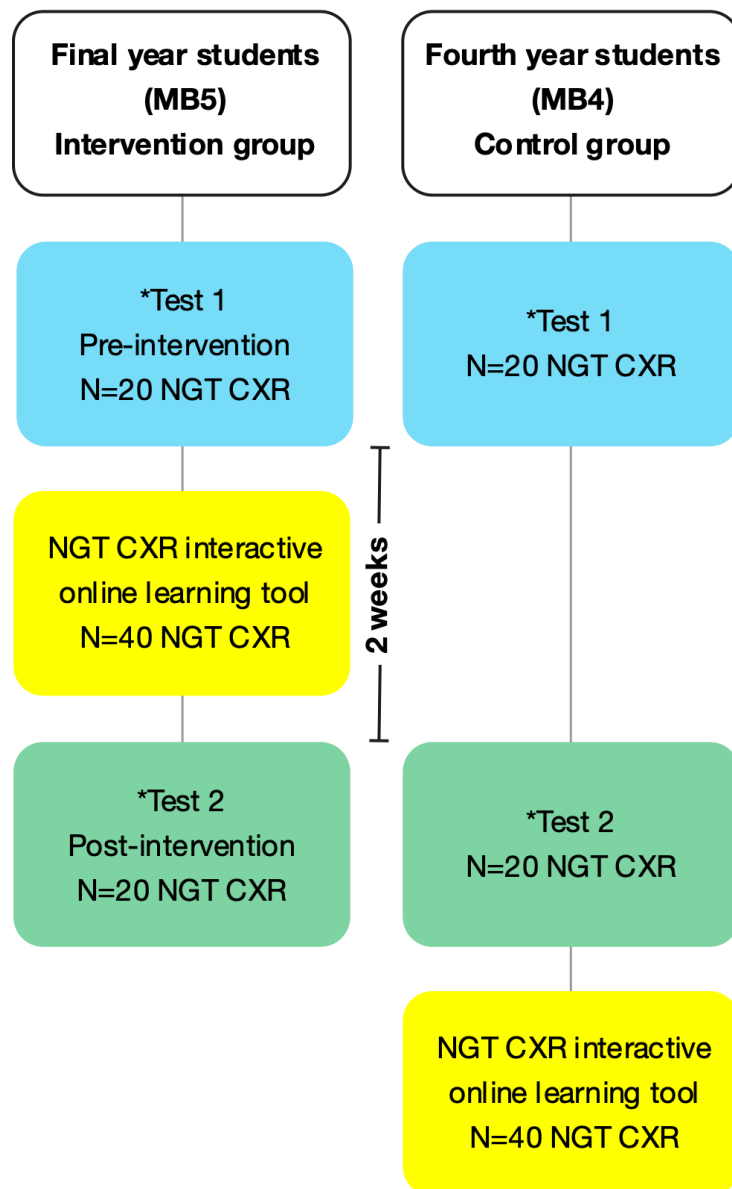 Final year students
(MB5)
Intervention group
Fourth year students
(MB4)
Control group
*Test 1
Pre-intervention
N=20 NGT CXR
*Test 1
N=20 NGT CXR
NGT CXR interactive
online learning tool
N=40 NGT CXR
2 weeks
*Test 2
Post-intervention
N=20 NGT CXR
*Test 2
N=20 NGT CXR
NGT CXR interactive
online learning tool
N=40 NGT CXR